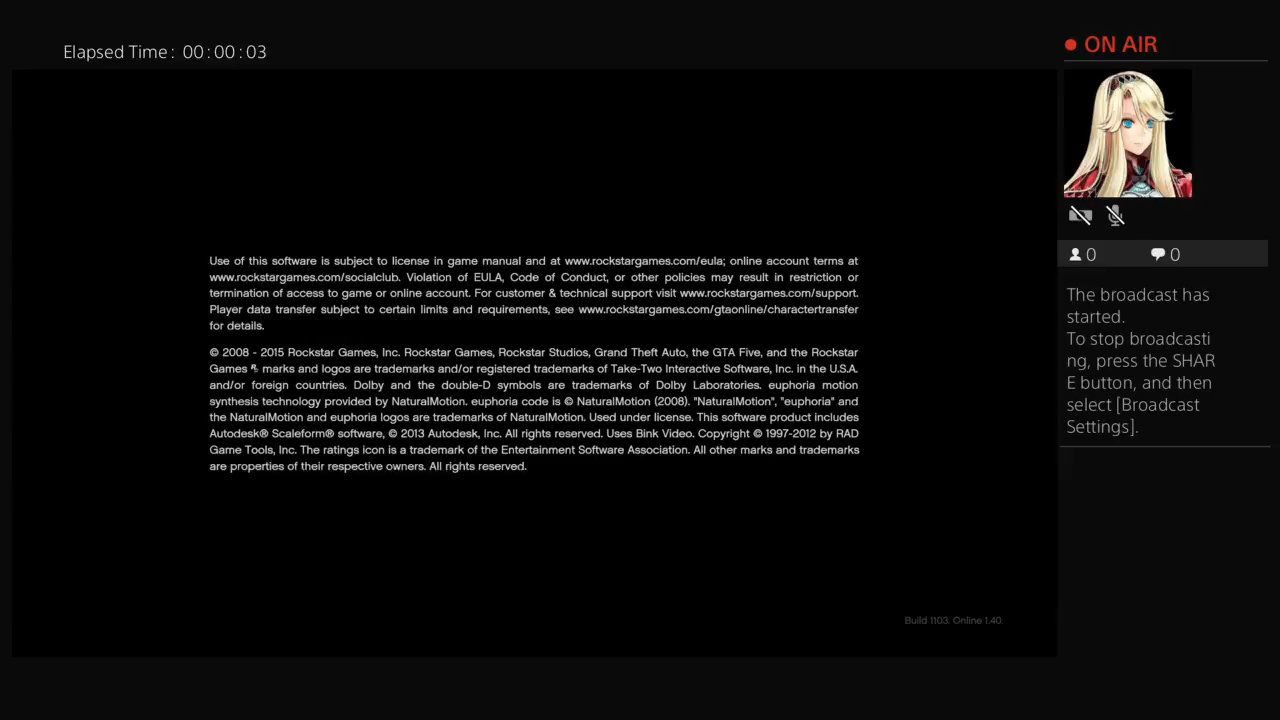 Elapsed Time: 00:00:03
ON AIR
0 0
The broadcast has
started.
To stop broadcasti
ng, press the SHAR
E button, and then
select [Broadcast
Settings].
Use of this software is subject to license in game manual and at www.rockstargames.com/eula; online account terms at
www.rockstargames.com/socialclub. Violation of EULA, Code of Conduct, or other policies may result in restriction or
termination of access to game or online account. For customer & technical support visit www.rockstargames.com/support.
Player data transfer subject to certain limits and requirements, see www.rockstargames.com/gtaonline/charactertransfer
for details.
© 2008 - 2015 Rockstar Games, Inc. Rockstar Games, Rockstar Studios, Grand Theft Auto, the GTA Five, and the Rockstar
Games R* marks and logos are trademarks and/or registered trademarks of Take-Two Interactive Software, Inc. in the U.S.A.
and/or foreign countries. Dolby and the double-D symbols are trademarks of Dolby Laboratories. euphoria motion
synthesis technology provided by NaturalMotion. euphoria code is © NaturalMotion (2008). "NaturalMotion", "euphoria" and
the NaturalMotion and euphoria logos are trademarks of NaturalMotion. Used under license. This software product includes
Autodesk® Scaleform® software, © 2013 Autodesk, Inc. All rights reserved. Uses Bink Video. Copyright © 1997-2012 by RAD
Game Tools, Inc. The ratings icon is a trademark of the Entertainment Software Association. All other marks and trademarks
are properties of their respective owners. All rights reserved.
Build 1103. Online 1.40.